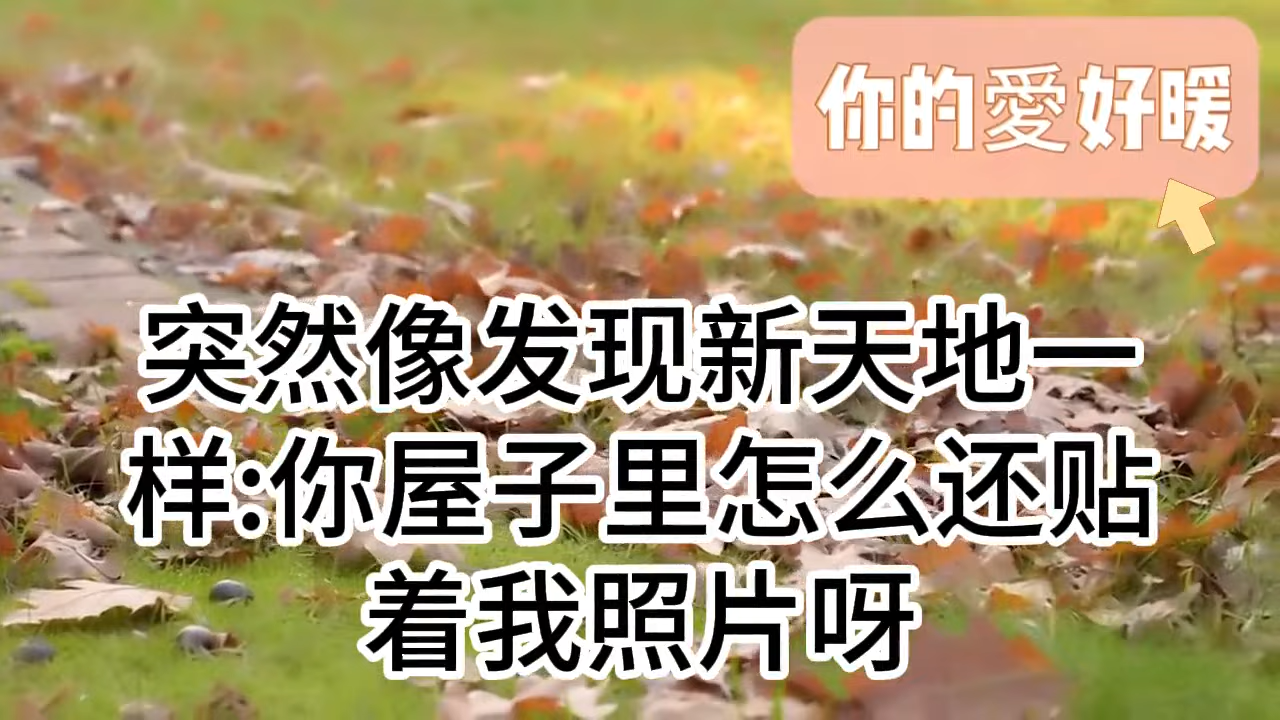 你的愛好暖
突然像发现新天地一
样:你屋子里怎么还贴
着我照片呀